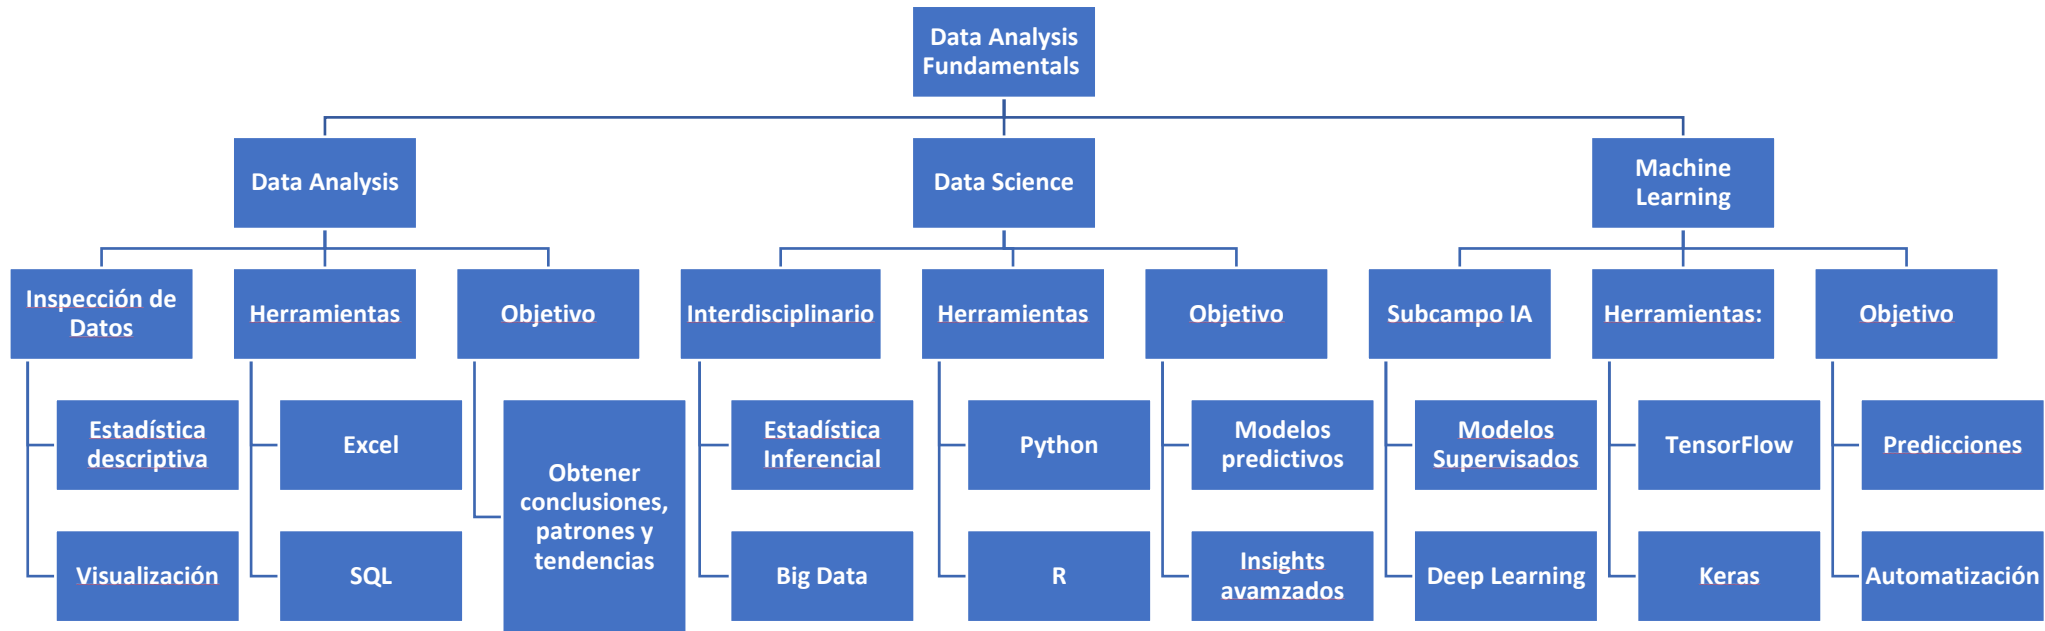 Data Analysis
Fundamentals
Data Analysis
Data Science
Machine
Learning
Inspección de
Datos
Herramientas
Objetivo
Interdisciplinario
Herramientas
Objetivo
Subcampo IA
Herramientas:
Objetivo
Estadística
descriptiva
Visualización
Excel
SQL
Obtener
conclusiones,
patrones y
tendencias
Estadística
Inferencial
Big Data
Python
R
Modelos
predictivos
Insights
avamzados
Modelos
Supervisados
Deep Learning
TensorFlow
Keras
Predicciones
Automatización